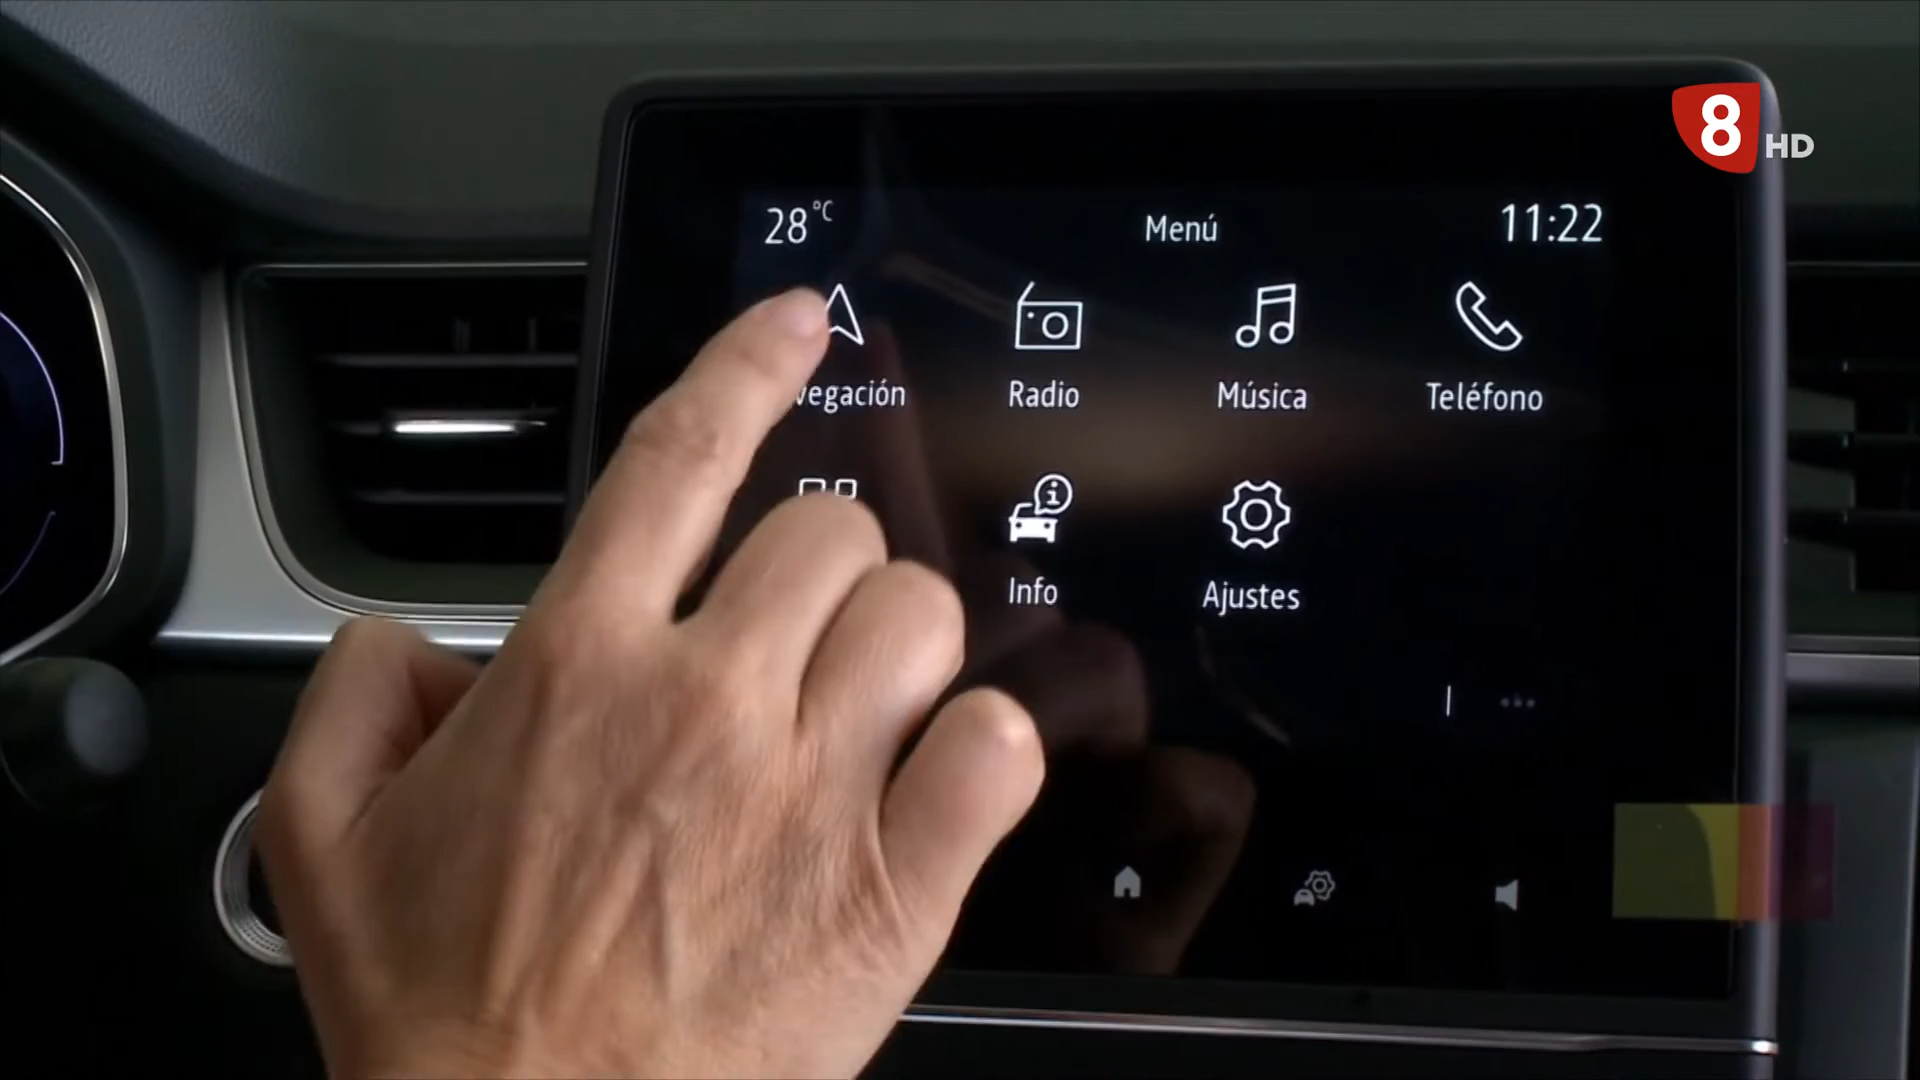 8 HD
28 °C Menú 11:22
vegación Radio Música Teléfono
Info Ajustes